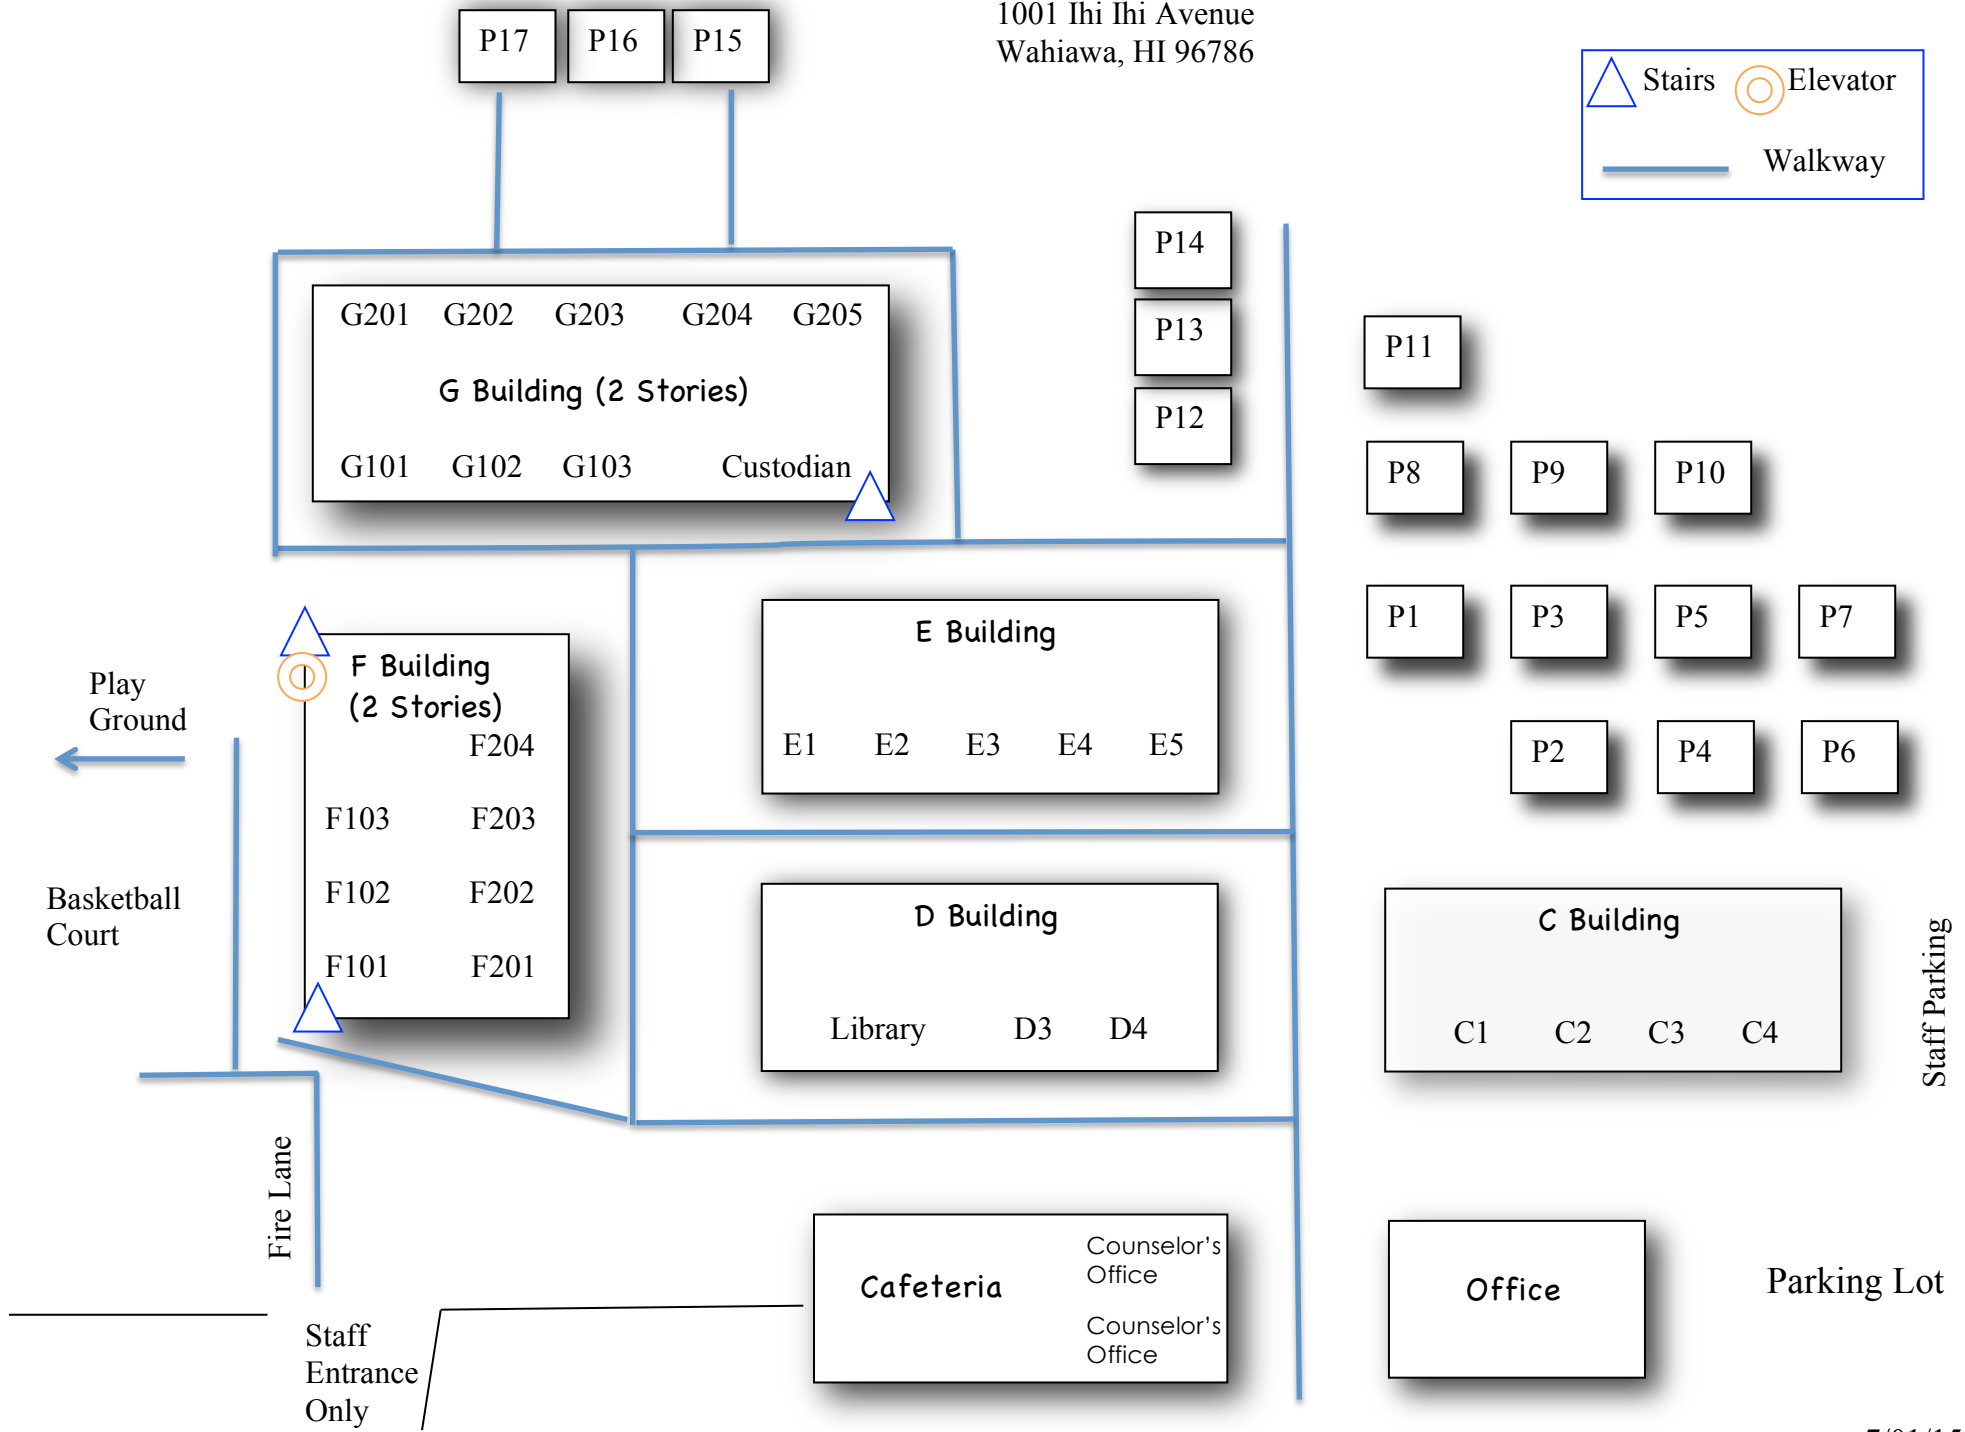 1001 Ihi Ihi Avenue
Wahiawa, HI 96786
P17 P16 P15
Stairs Elevator
Walkway
P14
P13
P12
P11
P8 P9 P10
P1 P3 P5 P7
P2 P4 P6
G201 G202 G203 G204 G205
G Building (2 Stories)
G101 G102 G103 Custodian
F Building
(2 Stories)
F204
F103 F203
F102 F202
F101 F201
Play
Ground
Basketball
Court
E Building
E1 E2 E3 E4 E5
D Building
Library D3 D4
C Building
C1 C2 C3 C4
Staff Parking
Fire Lane
Staff
Entrance
Only
Cafeteria
Counselor's
Office
Counselor's
Office
Office
Parking Lot